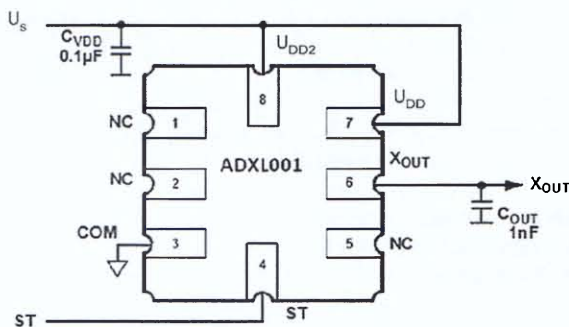 Us
CVDD
0.1µF
UDD2
8
UDD
NC
1
7
ADXL001
XOUT
NC
2
6
XOUT
COUT
1nF
COM
3
5
NC
4
ST
ST